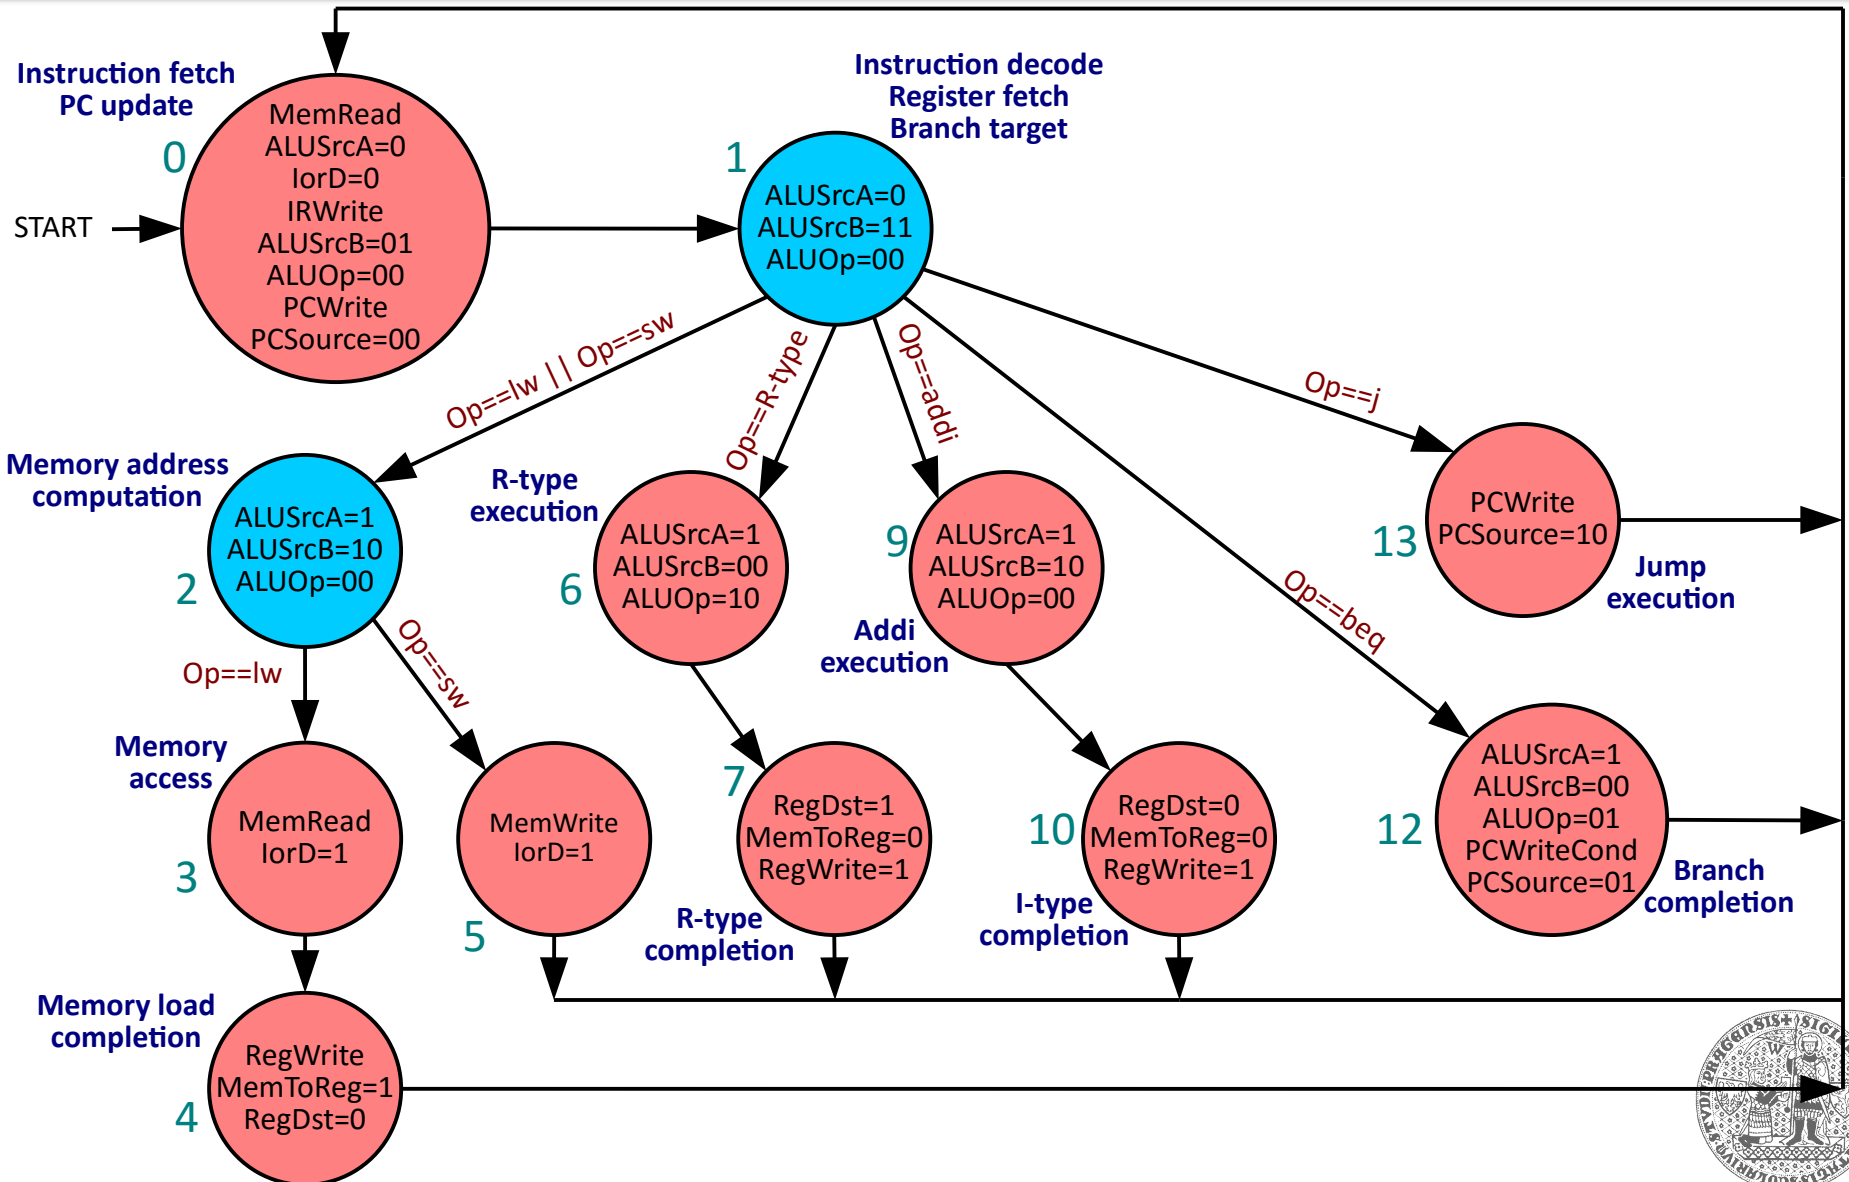 Instruction fetch
PC update
0
MemRead
ALUSrcA=0
IorD=0
IRWrite
ALUSrcB=01
ALUOp=00
PCWrite
PCSource=00
START
Instruction decode
Register fetch
Branch target
1
ALUSrcA=0
ALUSrcB=11
ALUOp=00
Op==lw || Op==sw
Op==R-type
Op==addi
Op==beq
Op==j
Memory address
computation
2
ALUSrcA=1
ALUSrcB=10
ALUOp=00
R-type
execution
6
ALUSrcA=1
ALUSrcB=00
ALUOp=10
9
ALUSrcA=1
ALUSrcB=10
ALUOp=00
Addi
execution
13
PCWrite
PCSource=10
Jump
execution
Op==lw
Op==sw
Memory
access
3
MemRead
IorD=1
5
MemWrite
IorD=1
7
RegDst=1
MemToReg=0
RegWrite=1
R-type
completion
10
RegDst=0
MemToReg=0
RegWrite=1
I-type
completion
12
ALUSrcA=1
ALUSrcB=00
ALUOp=01
PCWriteCond
PCSource=01
Branch
completion
Memory load
completion
4
RegWrite
MemToReg=1
RegDst=0